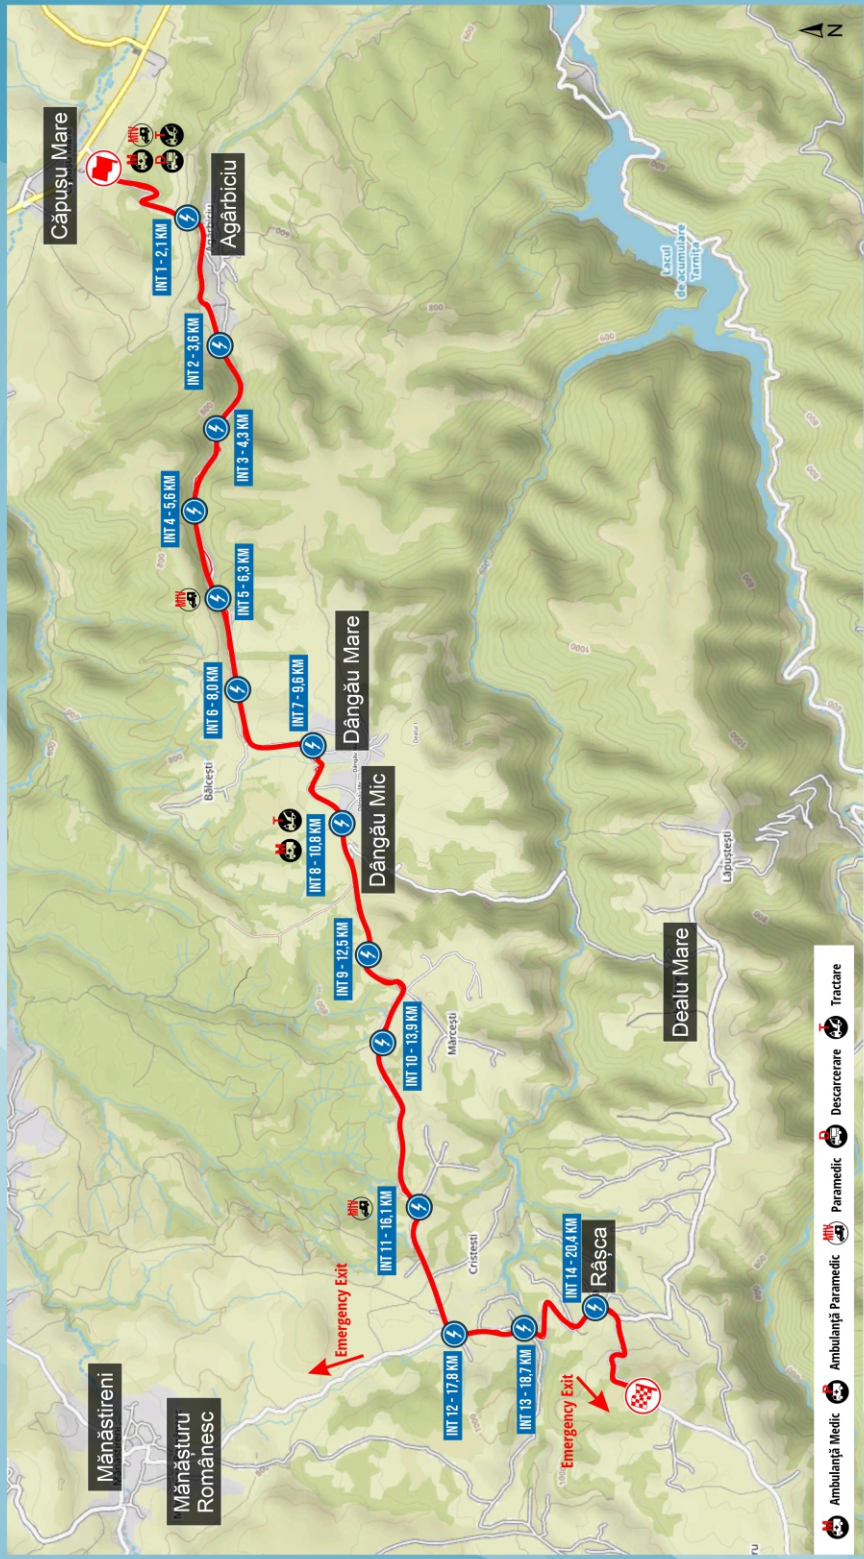 Mănăstireni
Mănășturu
Românesc
Emergency Exit
INT 12 - 17,8 KM
INT 13 - 18,7 KM
Emergency Exit
INT 14 - 20,4 KM
Râșca
Cristești
INT 11 - 16,1 KM
MIV
INT 10 - 13,9 KM
Mărcești
INT 9 - 12,5 KM
M
T
INT 8 - 10,8 KM
Dângău Mic
Bălcești
INT 7 - 9,6 KM
Dângău Mare
INT 6 - 8,0 KM
MIV
INT 5 - 6,3 KM
INT 4 - 5,6 KM
INT 3 - 4,3 KM
INT 2 - 3,6 KM
INT 1 - 2,1 KM
Agârbiciu
Căpușu Mare
M
MIV
D
T
Dealu Mare
Lăpuștești
Lacul
de acumulare
Tarnița
N
M Ambulanță Medic P Ambulanță Paramedic MIV Paramedic D Descarcerare T Tractare